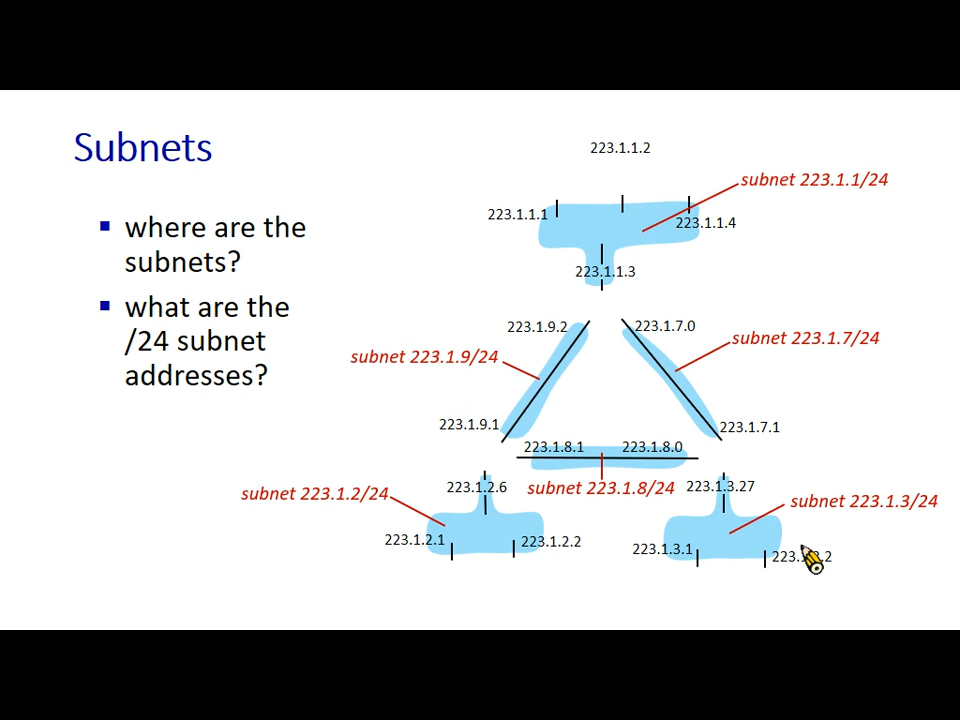 Subnets
where are the
subnets?
what are the
/24 subnet
addresses?
223.1.1.2
subnet 223.1.1/24
223.1.1.1
223.1.1.4
223.1.1.3
223.1.9.2
223.1.7.0
subnet 223.1.9/24
subnet 223.1.7/24
223.1.9.1
223.1.7.1
223.1.8.1
223.1.8.0
223.1.2.6
subnet 223.1.8/24
223.1.3.27
subnet 223.1.2/24
subnet 223.1.3/24
223.1.2.1
223.1.2.2
223.1.3.1